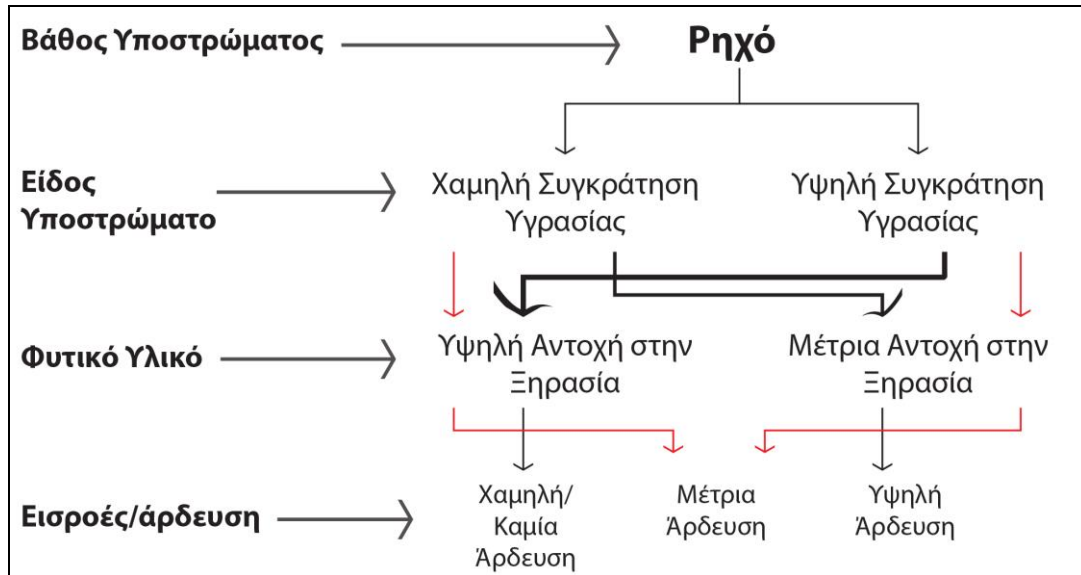 Βάθος Υποστρώματος
Ρηχό
Είδος
Υποστρώματο
Χαμηλή Συγκράτηση
Υγρασίας
Υψηλή Συγκράτηση
Υγρασίας
Φυτικό Υλικό
Υψηλή Αντοχή στην
Ξηρασία
Μέτρια Αντοχή στην
Ξηρασία
Εισροές/άρδευση
Χαμηλή/
Καμία
Άρδευση
Μέτρια
Άρδευση
Υψηλή
Άρδευση